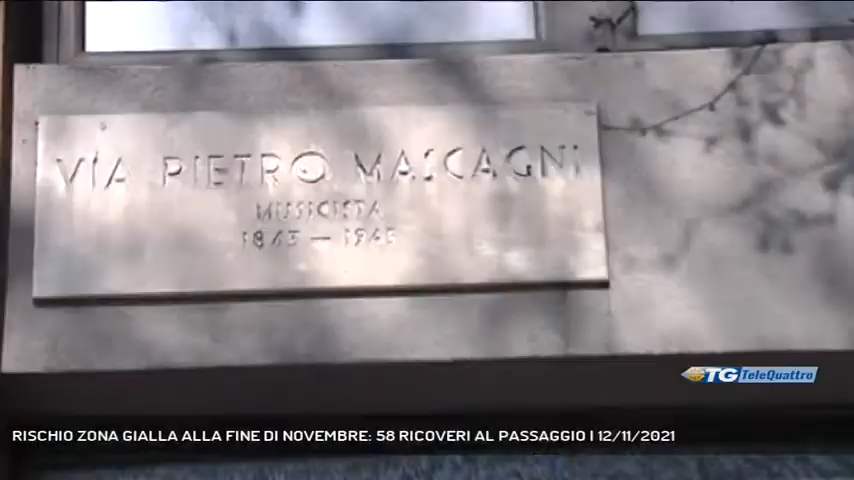 VIA PIETRO MASCAGNI
MUSICISTA
1863 – 1945
TG TeleQuattro
RISCHIO ZONA GIALLA ALLA FINE DI NOVEMBRE: 58 RICOVERI AL PASSAGGIO | 12/11/2021